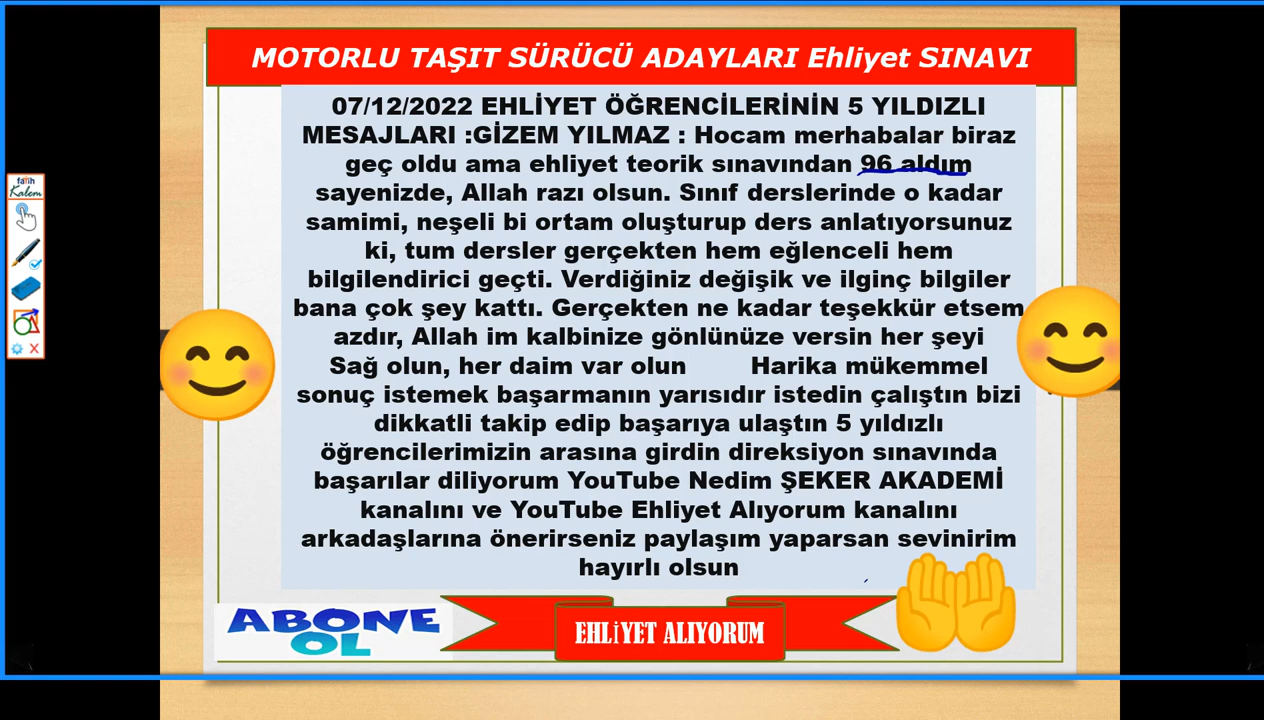 MOTORLU TAŞIT SÜRÜCÜ ADAYLARI Ehliyet SINAVI
07/12/2022 EHLİYET ÖĞRENCİLERİNİN 5 YILDIZLI
MESAJLARI :GİZEM YILMAZ : Hocam merhabalar biraz
geç oldu ama ehliyet teorik sınavından 96 aldım
sayenizde, Allah razı olsun. Sınıf derslerinde o kadar
samimi, neşeli bi ortam oluşturup ders anlatıyorsunuz
ki, tum dersler gerçekten hem eğlenceli hem
bilgilendirici geçti. Verdiğiniz değişik ve ilginç bilgiler
bana çok şey kattı. Gerçekten ne kadar teşekkür etsem
azdır, Allah im kalbinize gönlünüze versin her şeyi
Sağ olun, her daim var olun Harika mükemmel
sonuç istemek başarmanın yarısıdır istedin çalıştın bizi
dikkatli takip edip başarıya ulaştın 5 yıldızlı
öğrencilerimizin arasına girdin direksiyon sınavında
başarılar diliyorum YouTube Nedim ŞEKER AKADEMİ
kanalını ve YouTube Ehliyet Alıyorum kanalını
arkadaşlarına önerirseniz paylaşım yaparsan sevinirim
hayırlı olsun
fatih
Kalem
ABONE
OL
EHLİYET ALIYORUM